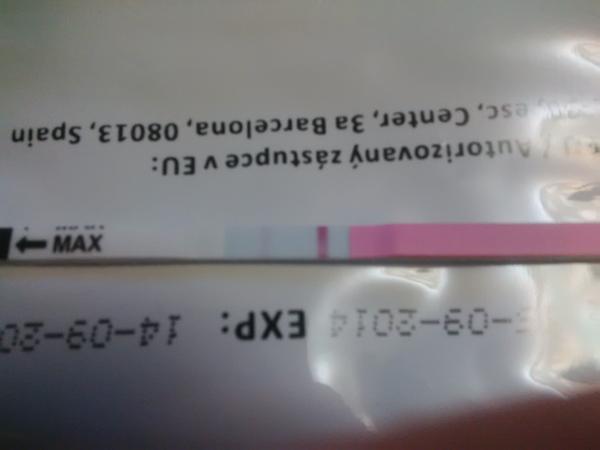 -09-2014 EXP: 14-09-20
MAX
/ Autorizovaný zástupce v EU:
esc, Center, 3a Barcelona, 08013, Spain